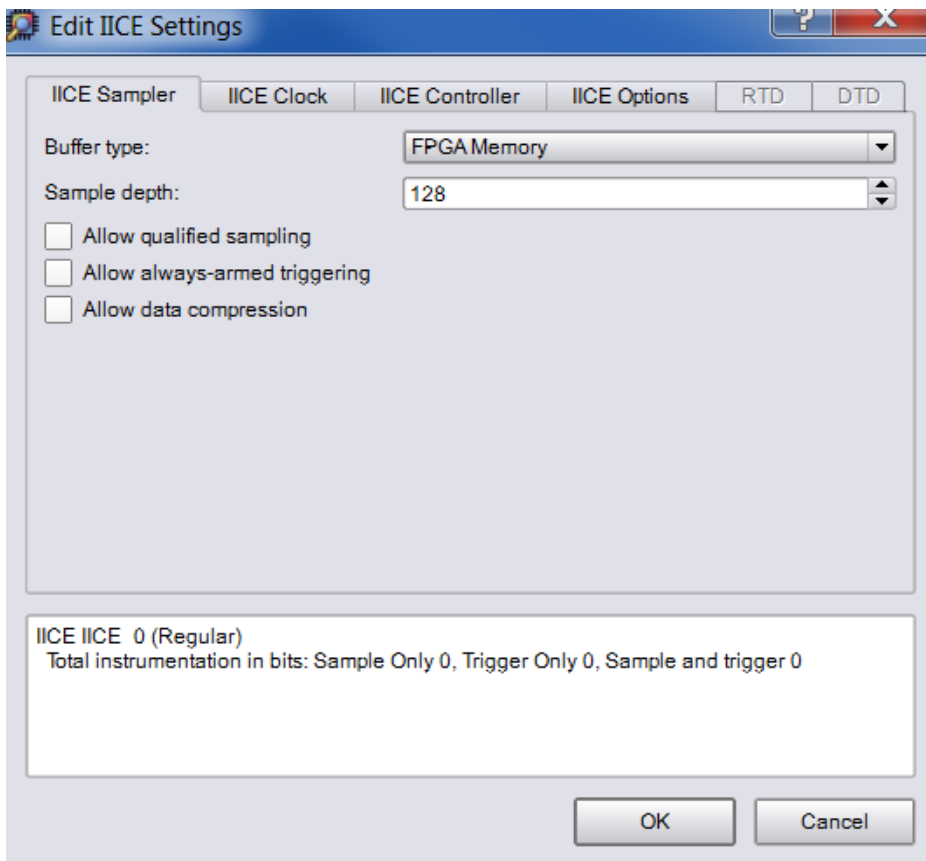 Edit IICE Settings
?
X
IICE Sampler IICE Clock IICE Controller IICE Options RTD DTD
Buffer type: FPGA Memory
Sample depth: 128
Allow qualified sampling
Allow always-armed triggering
Allow data compression
IICE IICE 0 (Regular)
Total instrumentation in bits: Sample Only 0, Trigger Only 0, Sample and trigger 0
OK Cancel